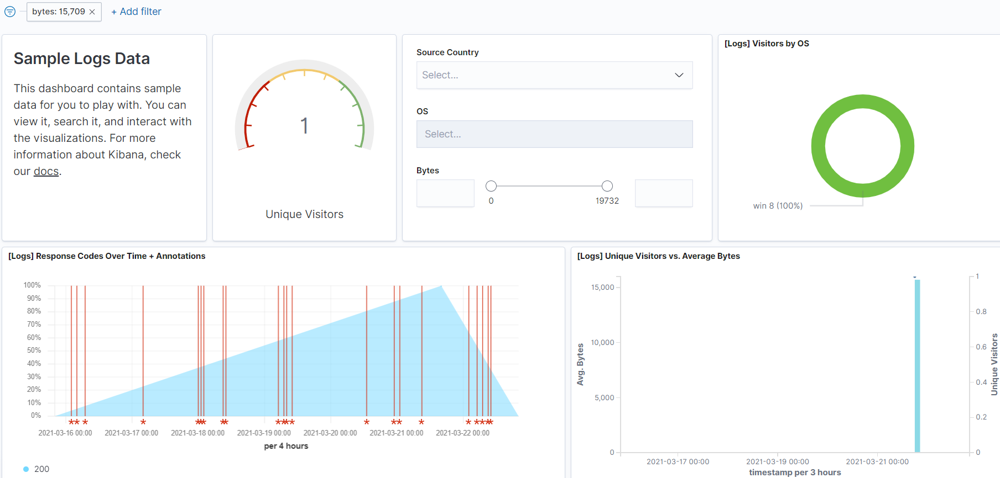 bytes: 15,709 ×
+ Add filter
Sample Logs Data
This dashboard contains sample
data for you to play with. You can
view it, search it, and interact with
the visualizations. For more
information about Kibana, check
our docs.
1
Unique Visitors
Source Country
Select...
OS
Select...
Bytes
0
19732
[Logs] Visitors by OS
win 8 (100%)
[Logs] Response Codes Over Time + Annotations
100%
90%
80%
70%
60%
50%
40%
30%
20%
10%
0%
2021-03-16 00:00
2021-03-17 00:00
2021-03-18 00:00
2021-03-19 00:00
2021-03-20 00:00
2021-03-21 00:00
2021-03-22 00:00
per 4 hours
200
[Logs] Unique Visitors vs. Average Bytes
Avg. Bytes
15,000
10,000
5,000
0
1
0.8
0.6
0.4
0.2
0
Unique Visitors
2021-03-17 00:00
2021-03-19 00:00
2021-03-21 00:00
timestamp per 3 hours